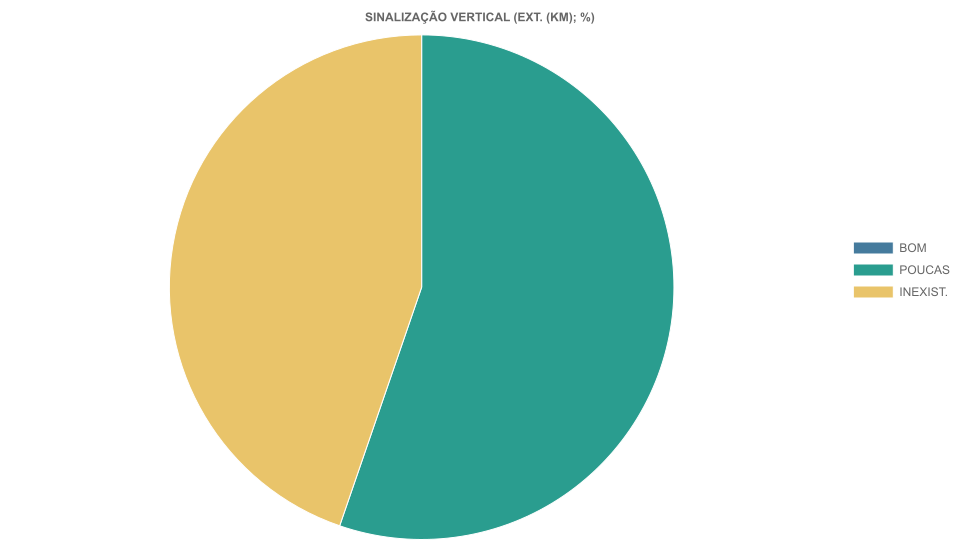 SINALIZAÇÃO VERTICAL (EXT. (KM); %)
BOM
POUCAS
INEXIST.